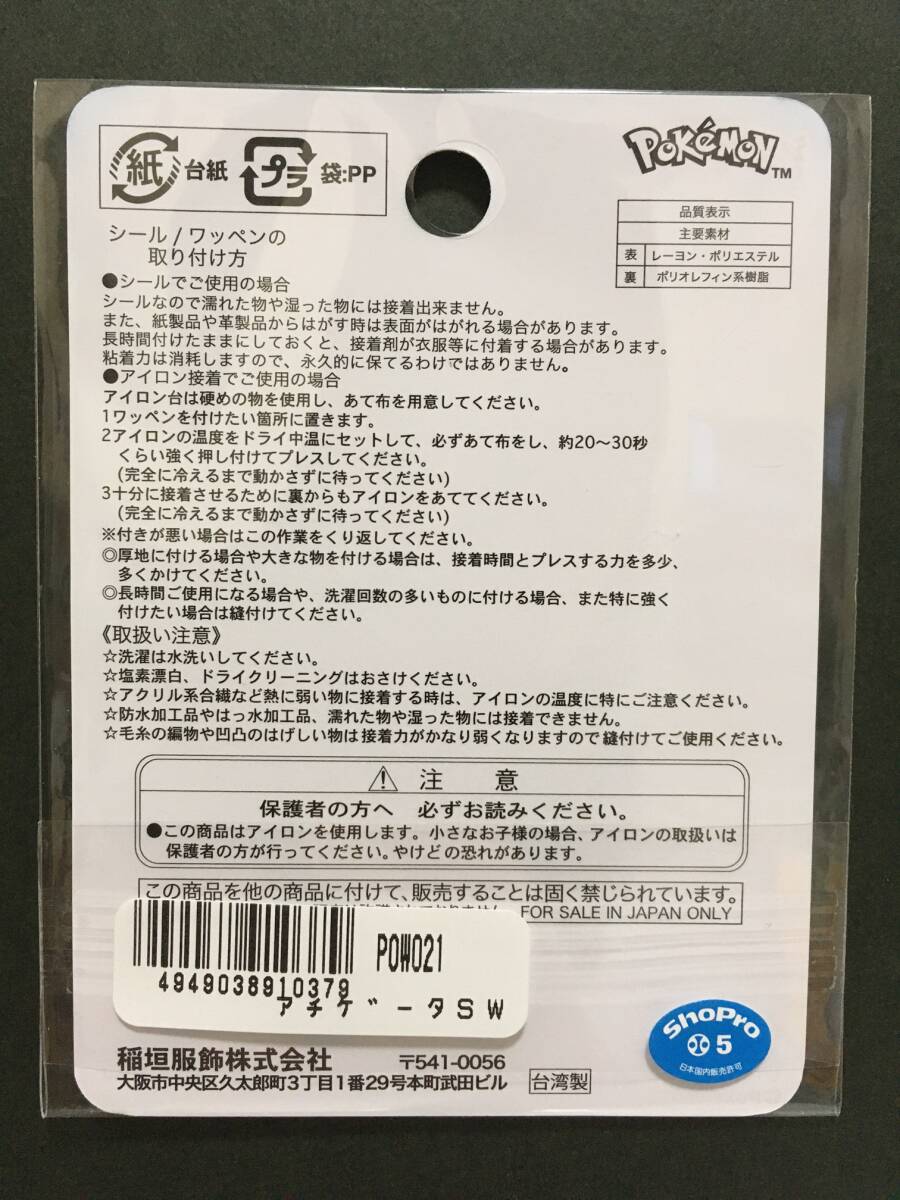 紙 台紙 プラ 袋:PP
POKéMON™
品質表示
主要素材
表 レーヨン・ポリエステル
裏 ポリオレフィン系樹脂
シール/ワッペンの
取り付け方
●シールでご使用の場合
シールなので濡れた物や湿った物には接着出来ません。
また、紙製品や革製品からはがす時は表面がはがれる場合があります。
長時間付けたままにしておくと、接着剤が衣服等に付着する場合があります。
粘着力は消耗しますので、永久的に保てるわけではありません。
●アイロン接着でご使用の場合
アイロン台は硬めの物を使用し、あて布を用意してください。
1ワッペンを付けたい箇所に置きます。
2アイロンの温度をドライ中温にセットして、必ずあて布をし、約20〜30秒
くらい強く押し付けてプレスしてください。
(完全に冷えるまで動かさずに待ってください)
3十分に接着させるために裏からもアイロンをあててください。
(完全に冷えるまで動かさずに待ってください)
※付きが悪い場合はこの作業をくり返してください。
◎厚地に付ける場合や大きな物を付ける場合は、接着時間とプレスする力を多少、
多くかけてください。
◎長時間ご使用になる場合や、洗濯回数の多いものに付ける場合、また特に強く
付けたい場合は縫付けてください。
《取扱い注意》
☆洗濯は水洗いしてください。
☆塩素漂白、ドライクリーニングはおさけください。
☆アクリル系合繊など熱に弱い物に接着する時は、アイロンの温度に特にご注意ください。
☆防水加工品やはっ水加工品、濡れた物や湿った物には接着できません。
☆毛糸の編物や凹凸のはげしい物は接着力がかなり弱くなりますので縫付けてご使用ください。
⚠ 注 意
保護者の方へ 必ずお読みください。
●この商品はアイロンを使用します。小さなお子様の場合、アイロンの取扱いは
保護者の方が行ってください。やけどの恐れがあります。
この商品を他の商品に付けて、販売することは固く禁じられています。
FOR SALE IN JAPAN ONLY
POW021
4949038910379
アチゲータSW
ShoPro
5
日本国内販売許可
稲垣服飾株式会社 〒541-0056
大阪市中央区久太郎町3丁目1番29号本町武田ビル 台湾製